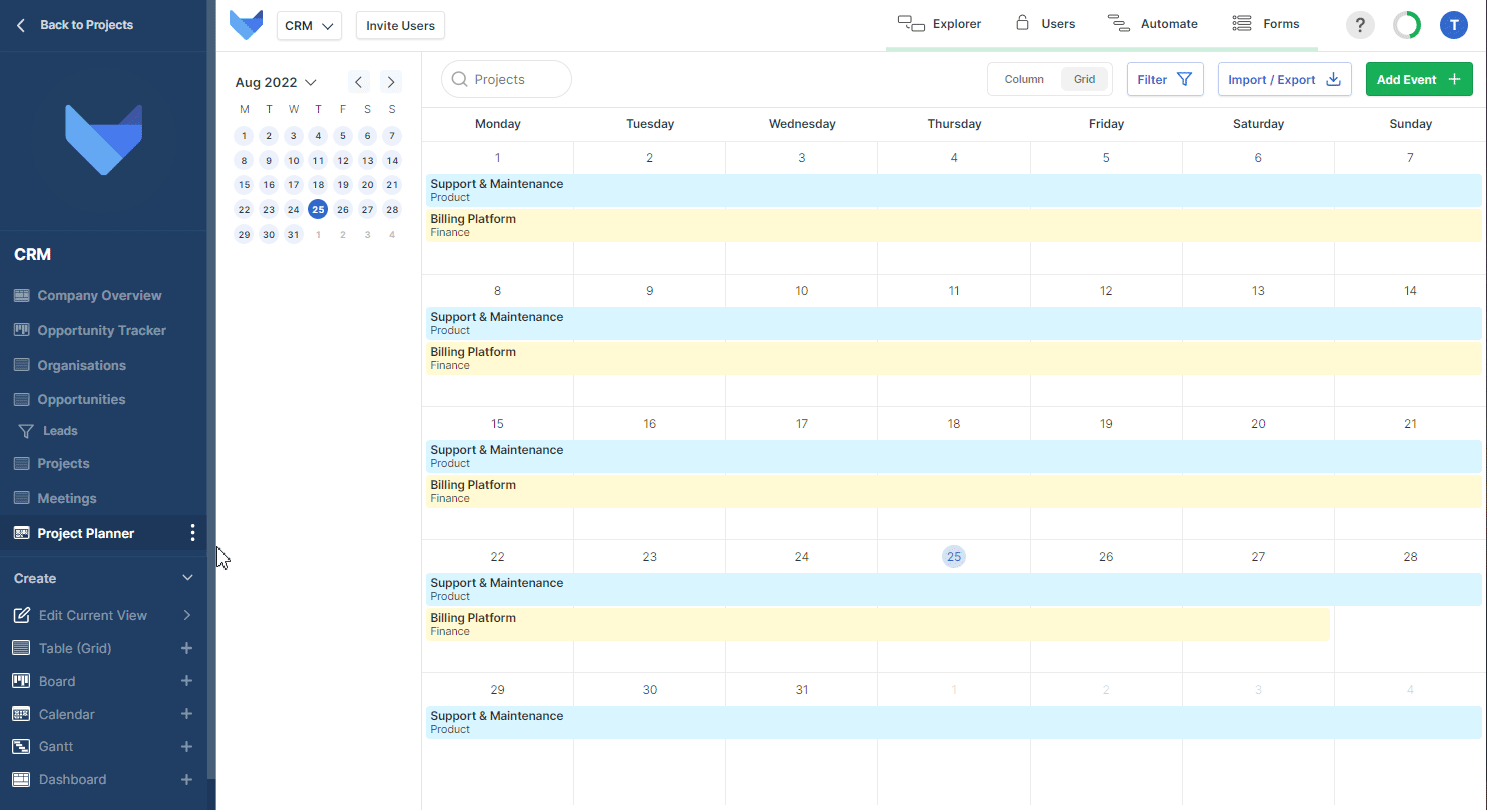 Back to Projects
CRM
Company Overview
Opportunity Tracker
Organisations
Opportunities
Leads
Projects
Meetings
Project Planner
Create
Edit Current View
Table (Grid)
Board
Calendar
Gantt
Dashboard
CRM
Invite Users
Explorer
Users
Automate
Forms
?
T
Aug 2022
M T W T F S S
1 2 3 4 5 6 7
8 9 10 11 12 13 14
15 16 17 18 19 20 21
22 23 24 25 26 27 28
29 30 31 1 2 3 4
Projects
Column
Grid
Filter
Import / Export
Add Event
Monday Tuesday Wednesday Thursday Friday Saturday Sunday
1 2 3 4 5 6 7
Support & Maintenance
Product
Billing Platform
Finance
8 9 10 11 12 13 14
Support & Maintenance
Product
Billing Platform
Finance
15 16 17 18 19 20 21
Support & Maintenance
Product
Billing Platform
Finance
22 23 24 25 26 27 28
Support & Maintenance
Product
Billing Platform
Finance
29 30 31 1 2 3 4
Support & Maintenance
Product